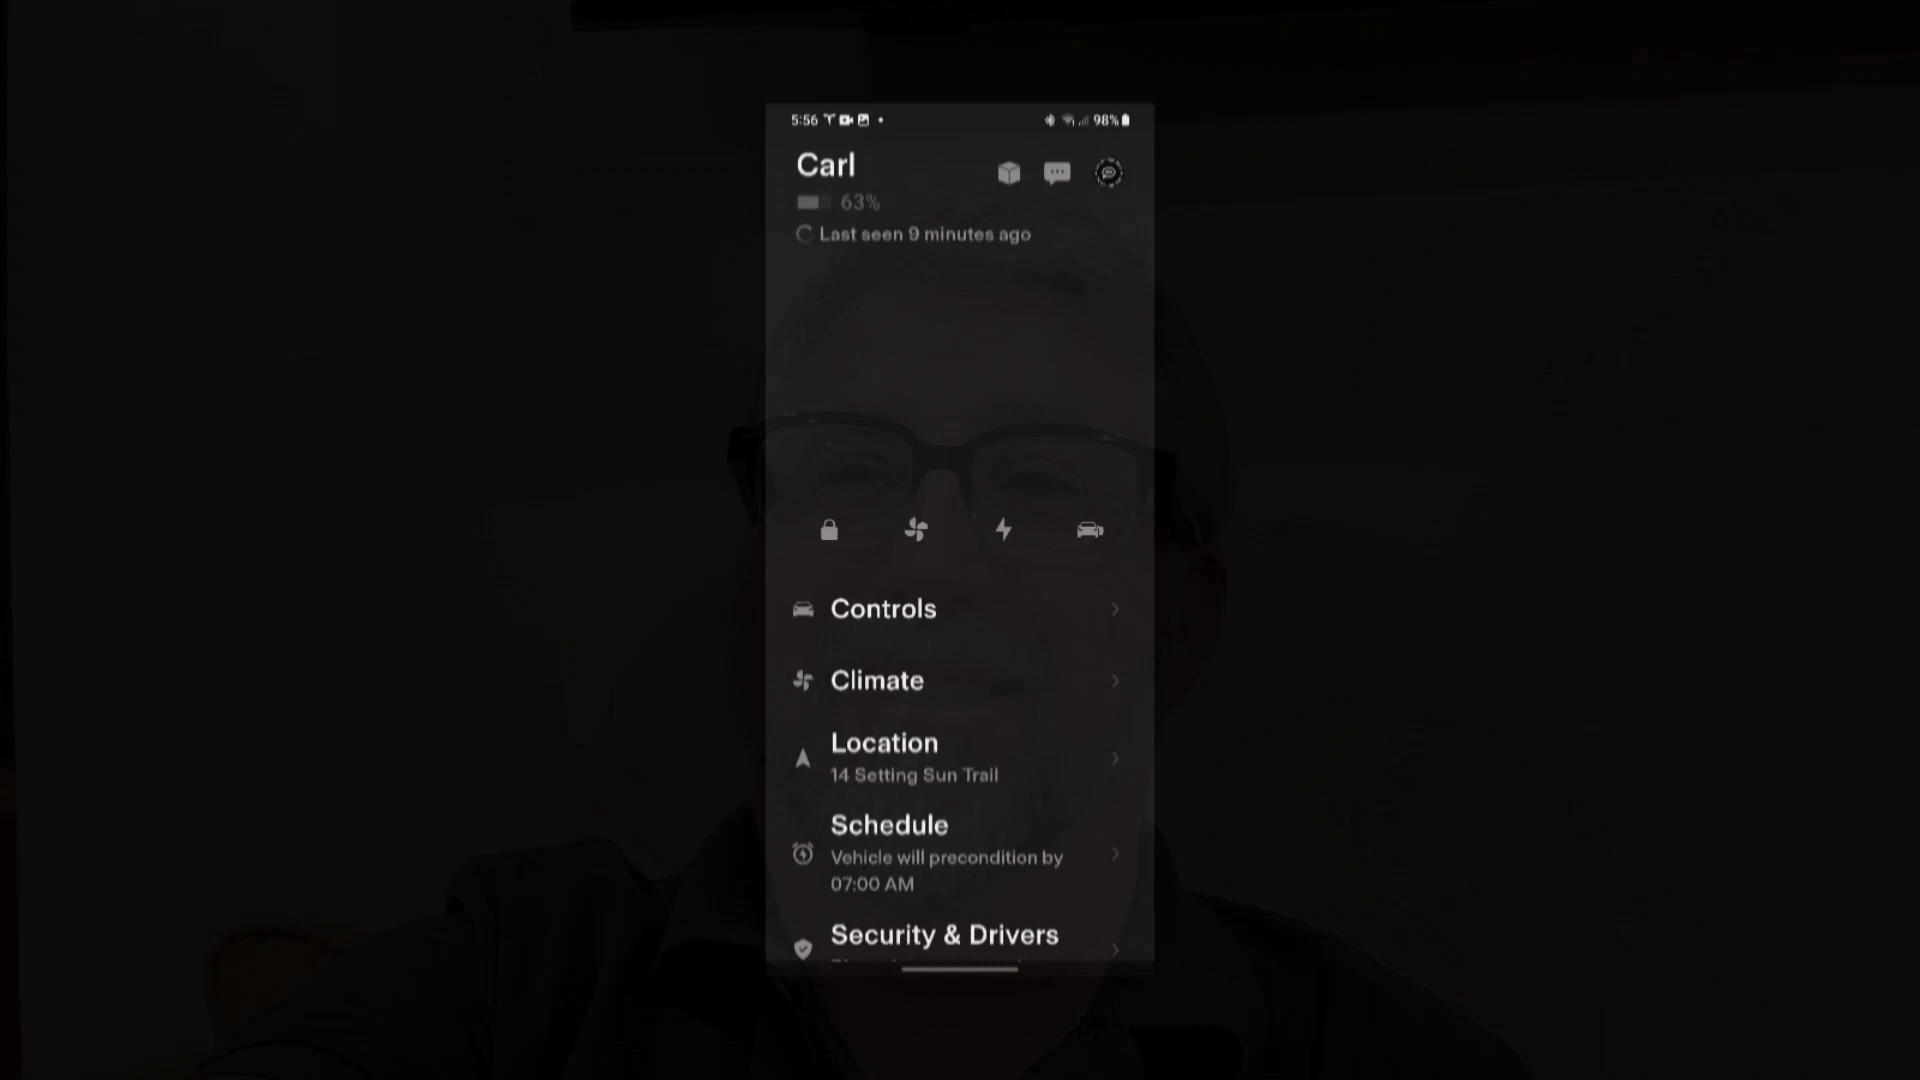 5:56
98%
Carl
63%
Last seen 9 minutes ago
Controls
Climate
Location
14 Setting Sun Trail
Schedule
Vehicle will precondition by
07:00 AM
Security & Drivers